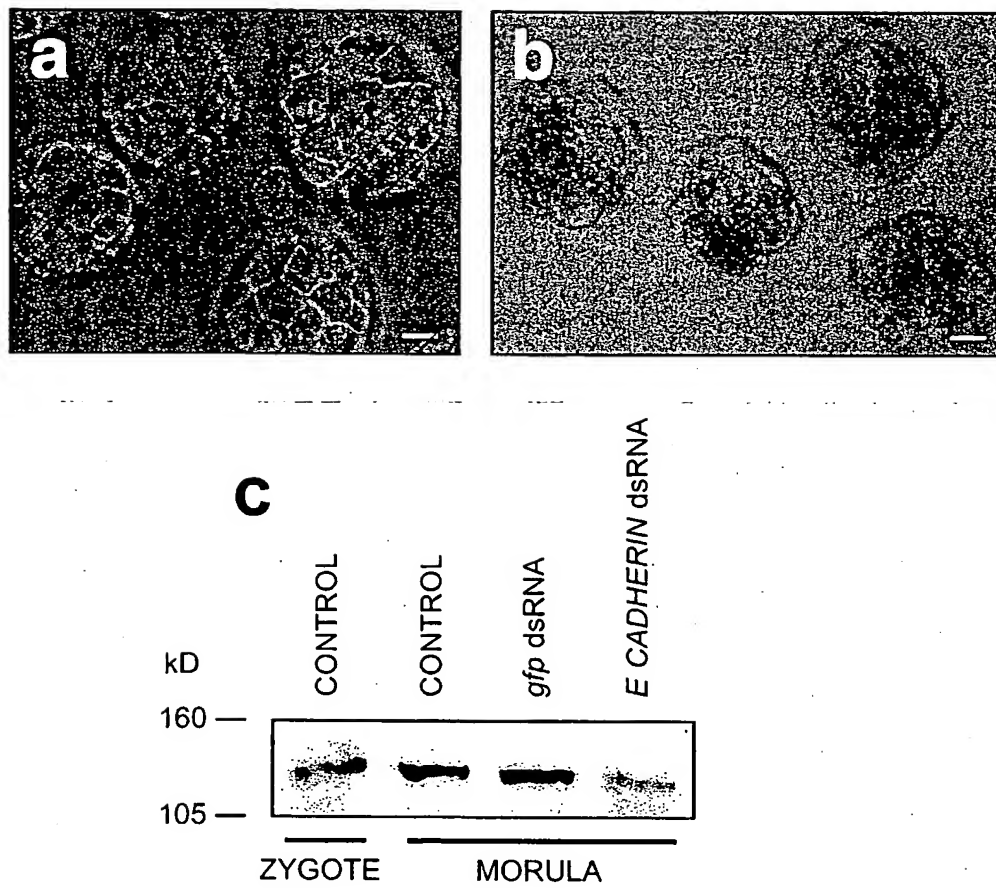 a
b
c
CONTROL
CONTROL
gfp dsRNA
E CADHERIN dsRNA
kD
160
105
ZYGOTE
MORULA